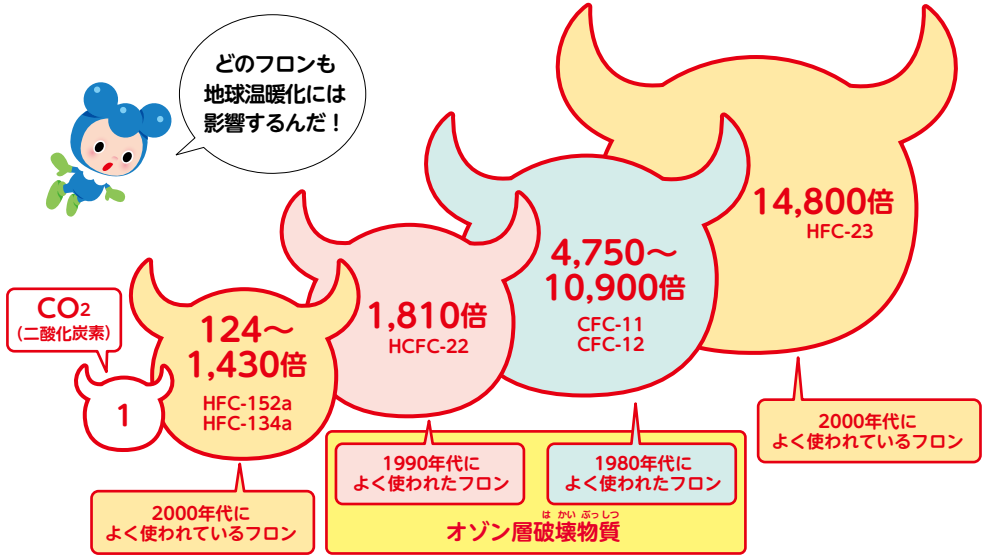 どのフロンも
地球温暖化には
影響するんだ！
CO2
（二酸化炭素）
1
124〜
1,430倍
HFC-152a
HFC-134a
2000年代に
よく使われているフロン
1,810倍
HCFC-22
1990年代に
よく使われたフロン
4,750〜
10,900倍
CFC-11
CFC-12
1980年代に
よく使われたフロン
は かい ぶっしつ
オゾン層破壊物質
14,800倍
HFC-23
2000年代に
よく使われているフロン